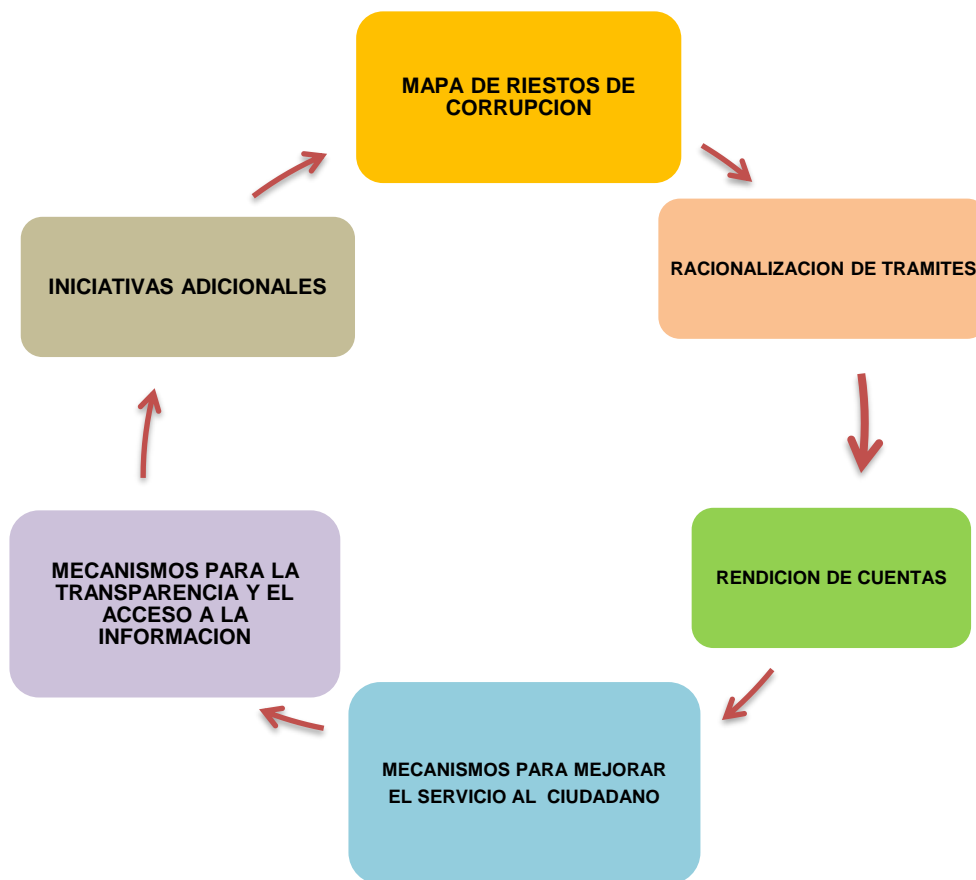 MAPA DE RIESTOS DE
CORRUPCION
RACIONALIZACION DE TRAMITES
RENDICION DE CUENTAS
MECANISMOS PARA MEJORAR
EL SERVICIO AL CIUDADANO
MECANISMOS PARA LA
TRANSPARENCIA Y EL
ACCESO A LA
INFORMACION
INICIATIVAS ADICIONALES